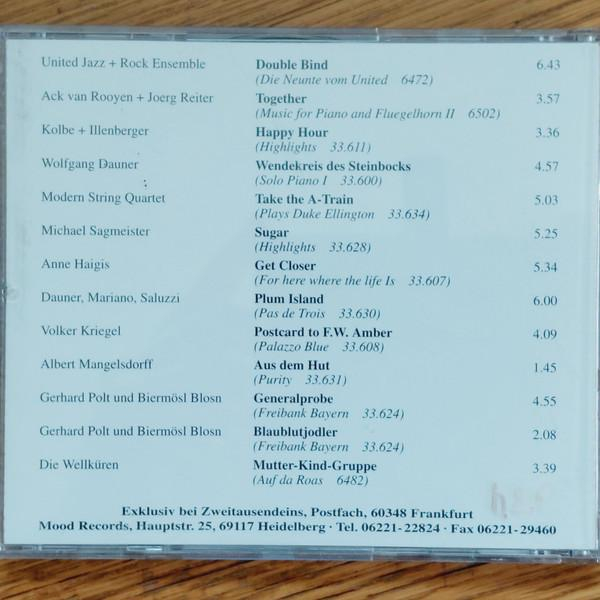 United Jazz + Rock Ensemble Double Bind 6.43
(Die Neunte vom United 6472)
Ack van Rooyen + Joerg Reiter Together 3.57
(Music for Piano and Fluegelhorn II 6502)
Kolbe + Illenberger Happy Hour 3.36
(Highlights 33.611)
Wolfgang Dauner Wendekreis des Steinbocks 4.57
(Solo Piano I 33.600)
Modern String Quartet Take the A-Train 5.03
(Plays Duke Ellington 33.634)
Michael Sagmeister Sugar 5.25
(Highlights 33.628)
Anne Haigis Get Closer 5.34
(For here where the life Is 33.607)
Dauner, Mariano, Saluzzi Plum Island 6.00
(Pas de Trois 33.630)
Volker Kriegel Postcard to F.W. Amber 4.09
(Palazzo Blue 33.608)
Albert Mangelsdorff Aus dem Hut 1.45
(Purity 33.631)
Gerhard Polt und Biermösl Blosn Generalprobe 4.55
(Freibank Bayern 33.624)
Gerhard Polt und Biermösl Blosn Blaublutjodler 2.08
(Freibank Bayern 33.624)
Die Wellküren Mutter-Kind-Gruppe 3.39
(Auf da Roas 6482)
Exklusiv bei Zweitausendeins, Postfach, 60348 Frankfurt
Mood Records, Hauptstr. 25, 69117 Heidelberg · Tel. 06221-22824 · Fax 06221-29460